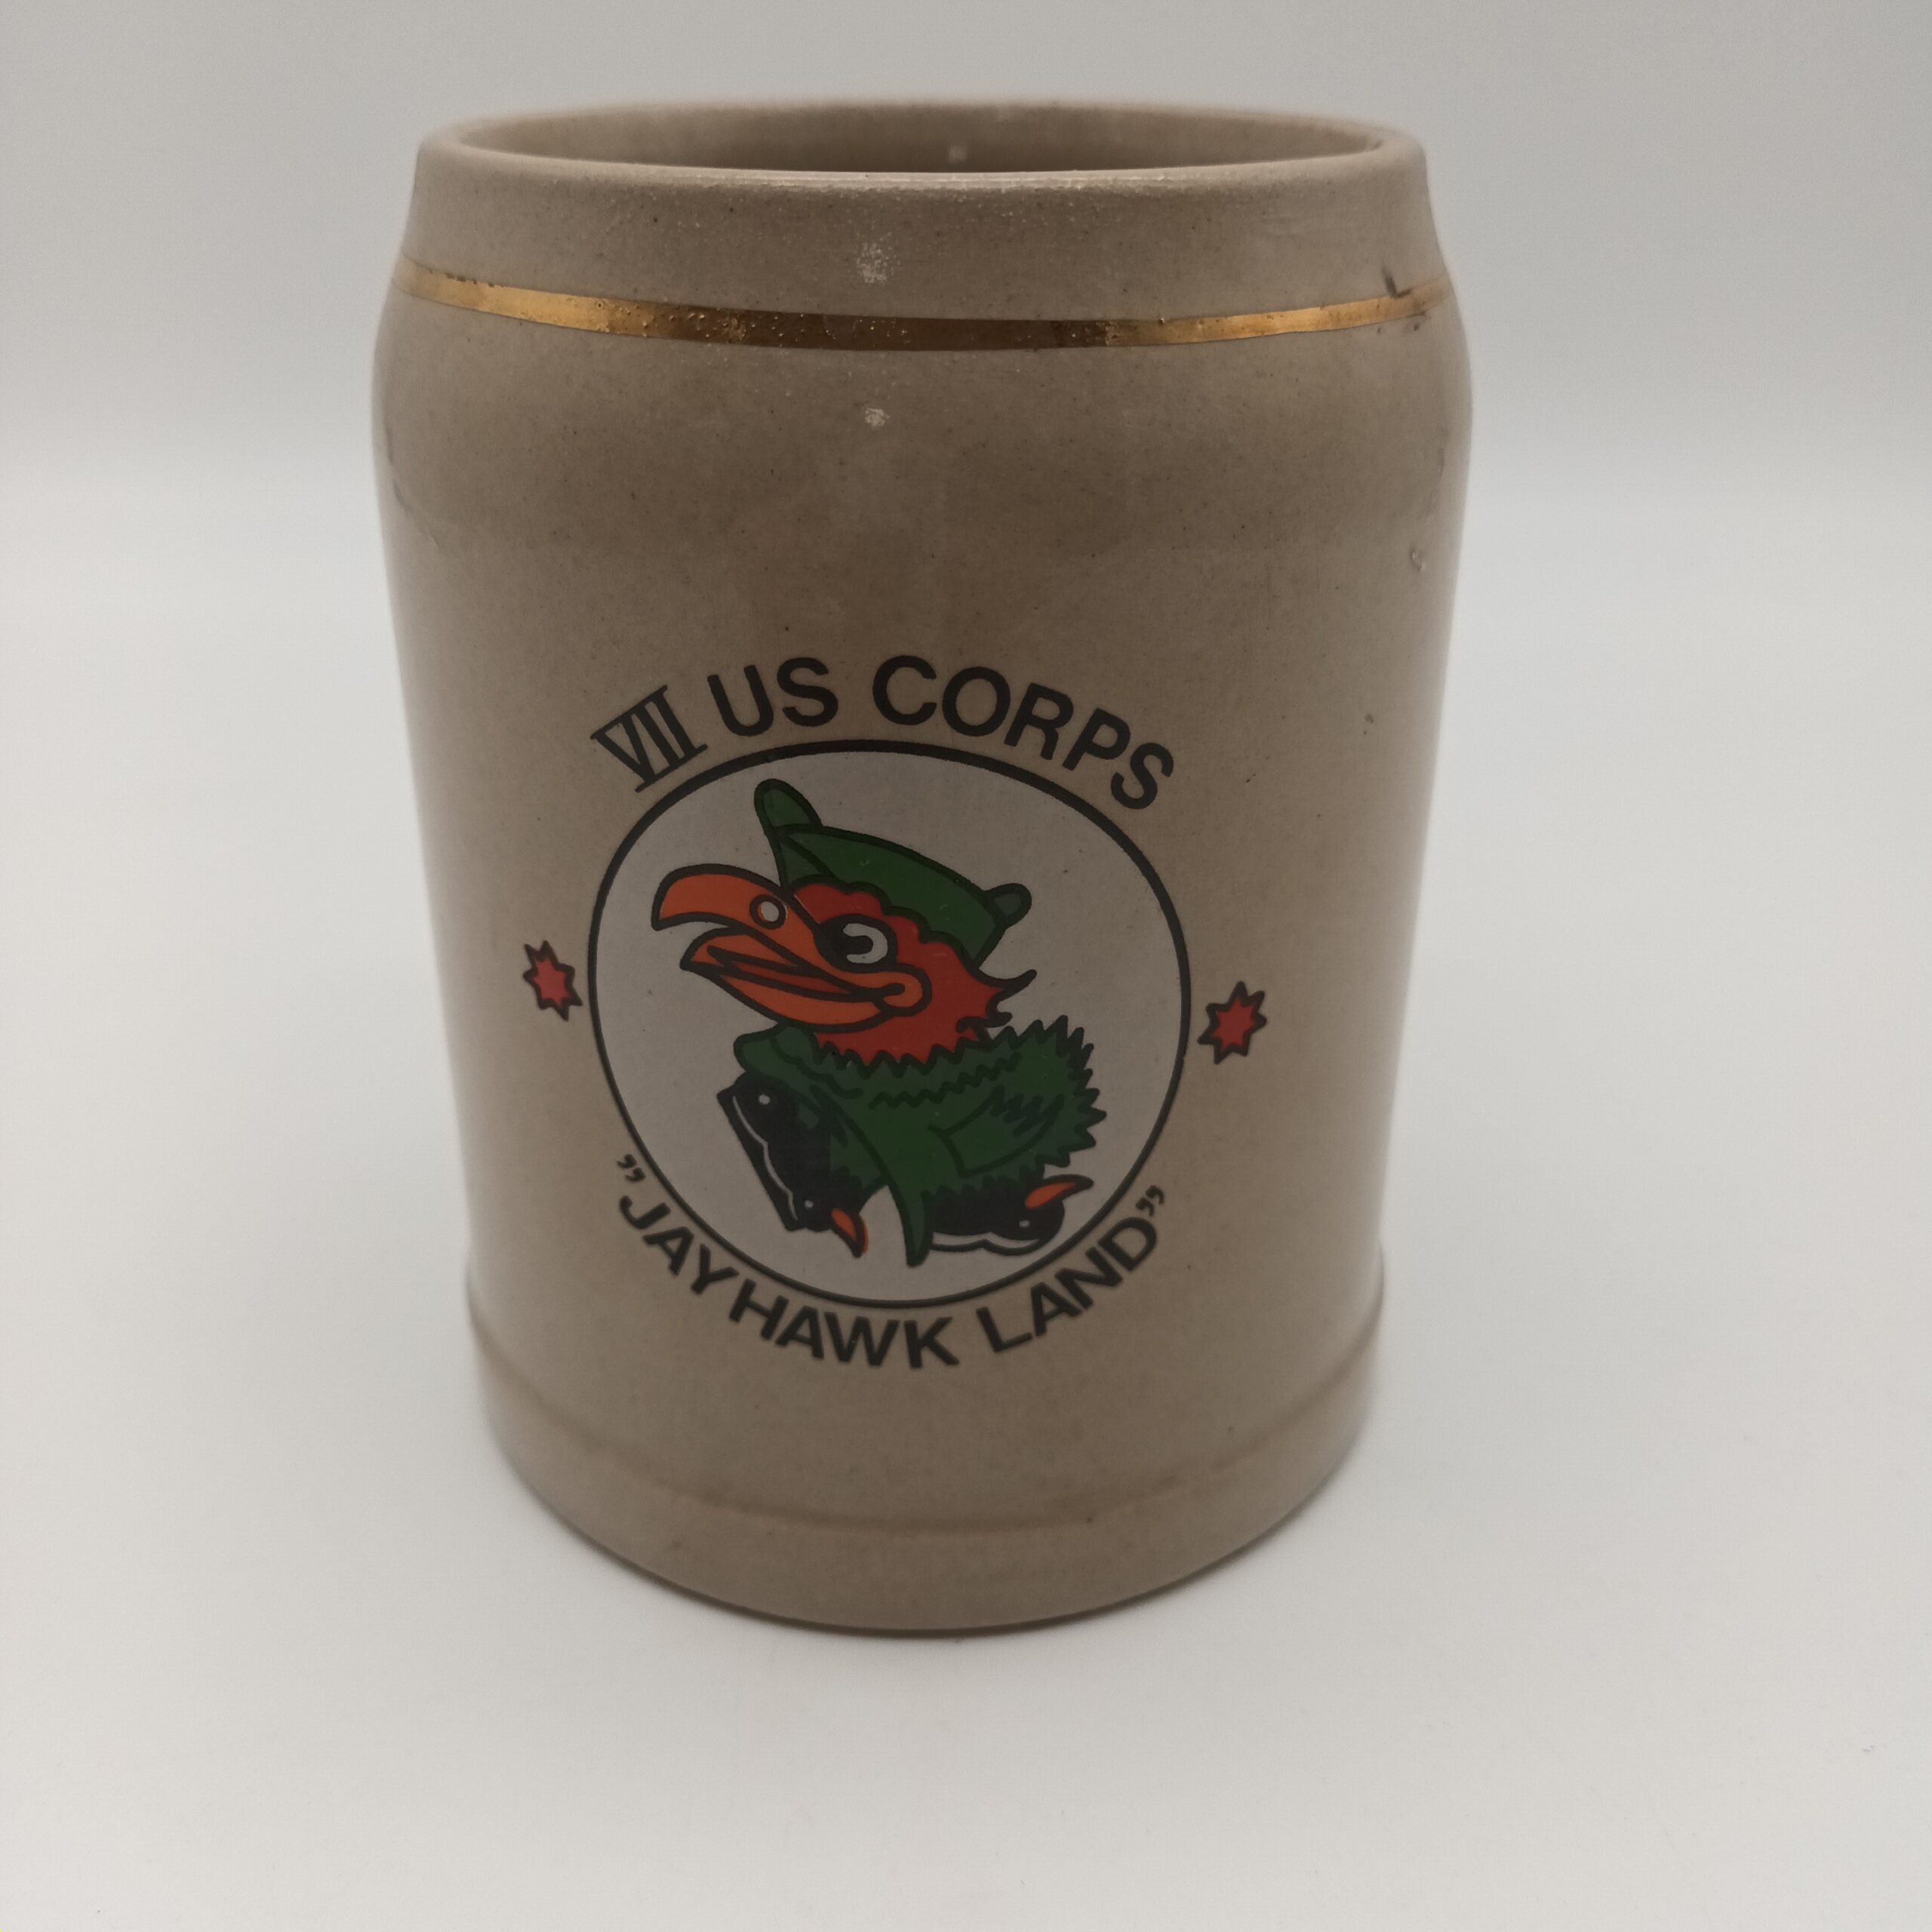 VII US CORPS
”JAYHAWK LAND”